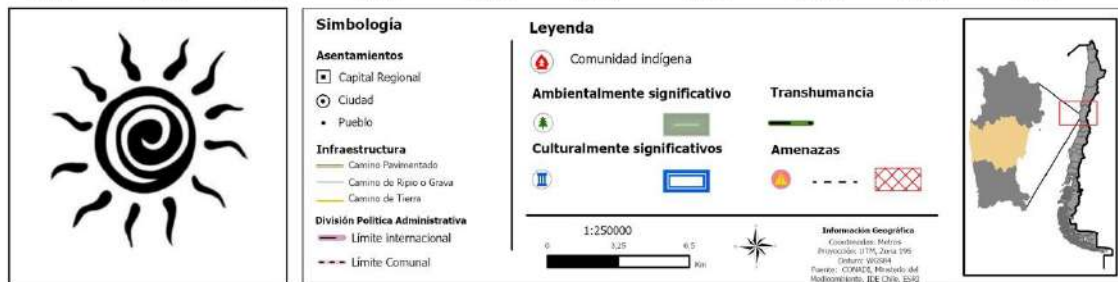 Simbología
Asentamientos
Capital Regional
Ciudad
Pueblo
Infraestructura
Camino Pavimentado
Camino de Ripio o Grava
Camino de Tierra
División Política Administrativa
Límite internacional
Límite Comunal
Leyenda
Comunidad indígena
Ambientalmente significativo
Transhumancia
Culturalmente significativos
Amenazas
1:250000
0 3,25 6,5
Km
Información Geográfica
Coordenadas: Metros
Proyección: UTM, Zona 19S
Datum: WGS84
Fuente: CONADI, Ministerio del
Medioambiente, IDE Chile, ESRI